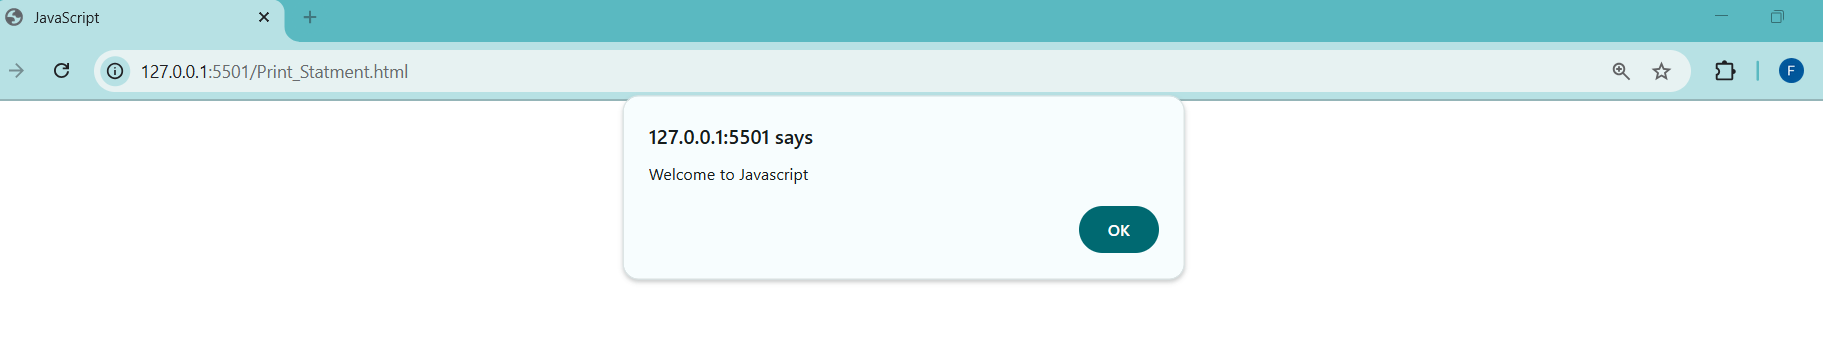 JavaScript
127.0.0.1:5501/Print_Statment.html
F
127.0.0.1:5501 says
Welcome to Javascript
OK